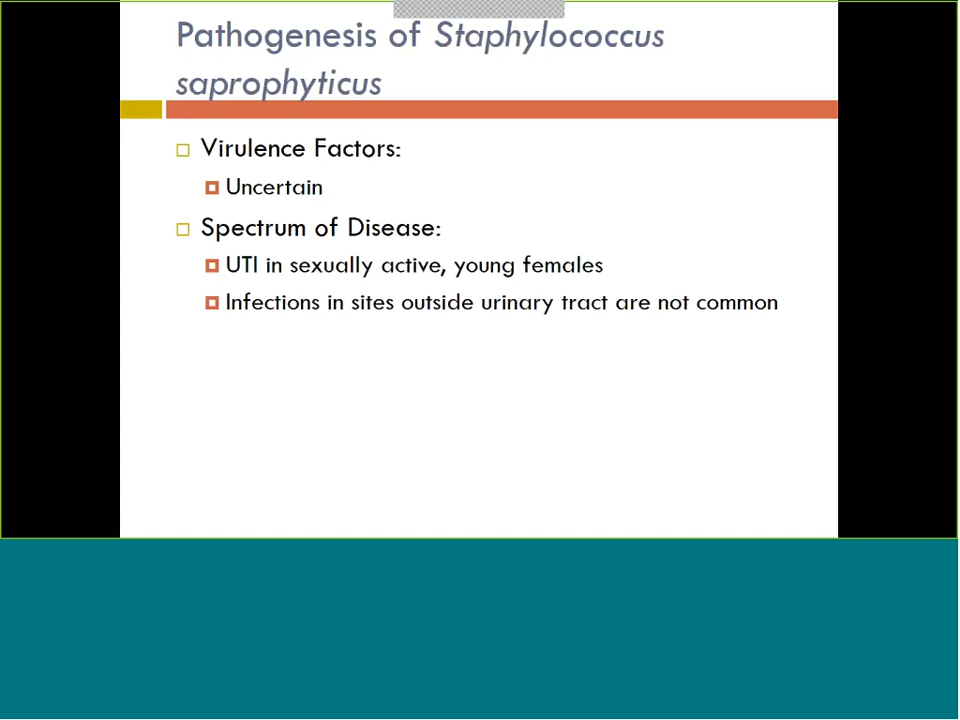 Pathogenesis of Staphylococcus
saprophyticus
Virulence Factors:
Uncertain
Spectrum of Disease:
UTI in sexually active, young females
Infections in sites outside urinary tract are not common